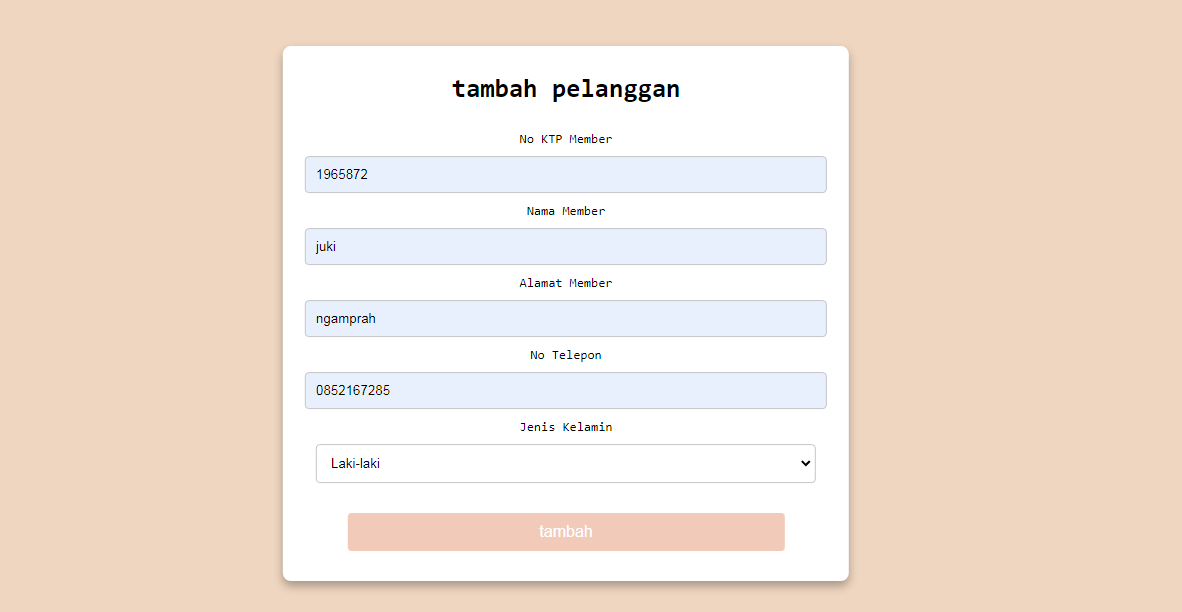 tambah pelanggan
No KTP Member
1965872
Nama Member
juki
Alamat Member
ngamprah
No Telepon
0852167285
Jenis Kelamin
Laki-laki
tambah